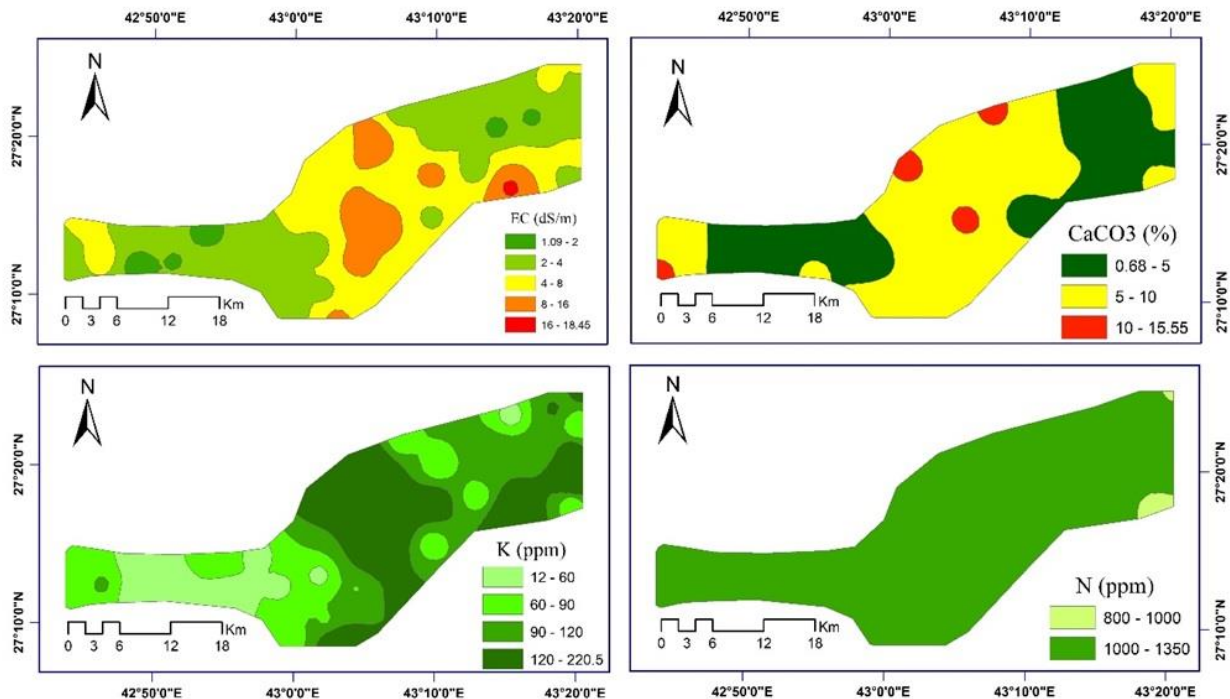 42°50'0"E 43°0'0"E 43°10'0"E 43°20'0"E
42°50'0"E 43°0'0"E 43°10'0"E 43°20'0"E
N
27°20'0"N
27°10'0"N
EC (dS/m)
1.09 - 2
2 - 4
4 - 8
8 - 16
16 - 18.45
Km
0 3 6 12 18
N
CaCO3 (%)
0.68 - 5
5 - 10
10 - 15.55
Km
0 3 6 12 18
27°20'0"N
27°10'0"N
N
27°20'0"N
27°10'0"N
K (ppm)
12 - 60
60 - 90
90 - 120
120 - 220.5
Km
0 3 6 12 18
N
N (ppm)
800 - 1000
1000 - 1350
Km
0 3 6 12 18
27°20'0"N
27°10'0"N
42°50'0"E 43°0'0"E 43°10'0"E 43°20'0"E
42°50'0"E 43°0'0"E 43°10'0"E 43°20'0"E